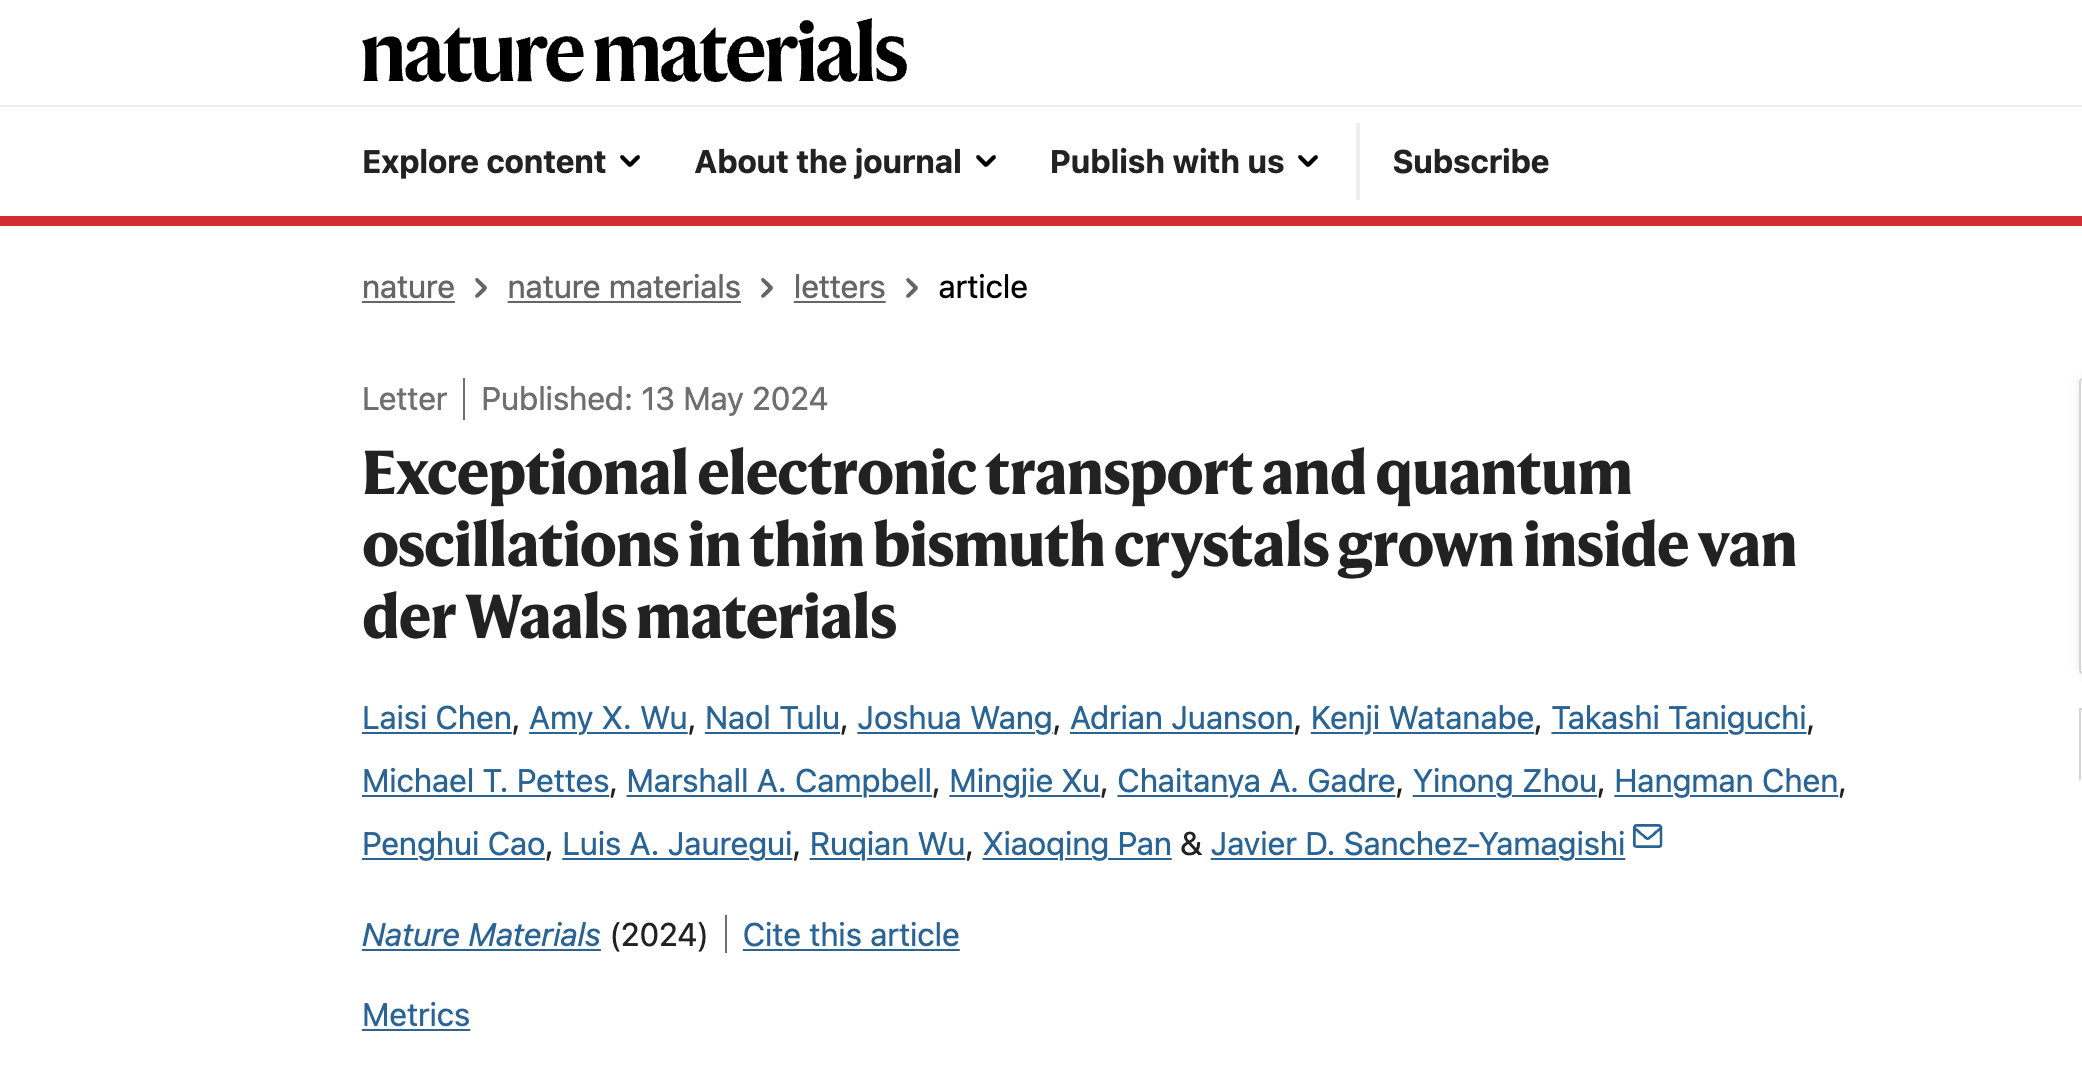 nature materials
Explore content About the journal Publish with us Subscribe
nature > nature materials > letters > article
Letter | Published: 13 May 2024
Exceptional electronic transport and quantum
oscillations in thin bismuth crystals grown inside van
der Waals materials
Laisi Chen, Amy X. Wu, Naol Tulu, Joshua Wang, Adrian Juanson, Kenji Watanabe, Takashi Taniguchi,
Michael T. Pettes, Marshall A. Campbell, Mingjie Xu, Chaitanya A. Gadre, Yinong Zhou, Hangman Chen,
Penghui Cao, Luis A. Jauregui, Ruqian Wu, Xiaoqing Pan & Javier D. Sanchez-Yamagishi
Nature Materials (2024) | Cite this article
Metrics